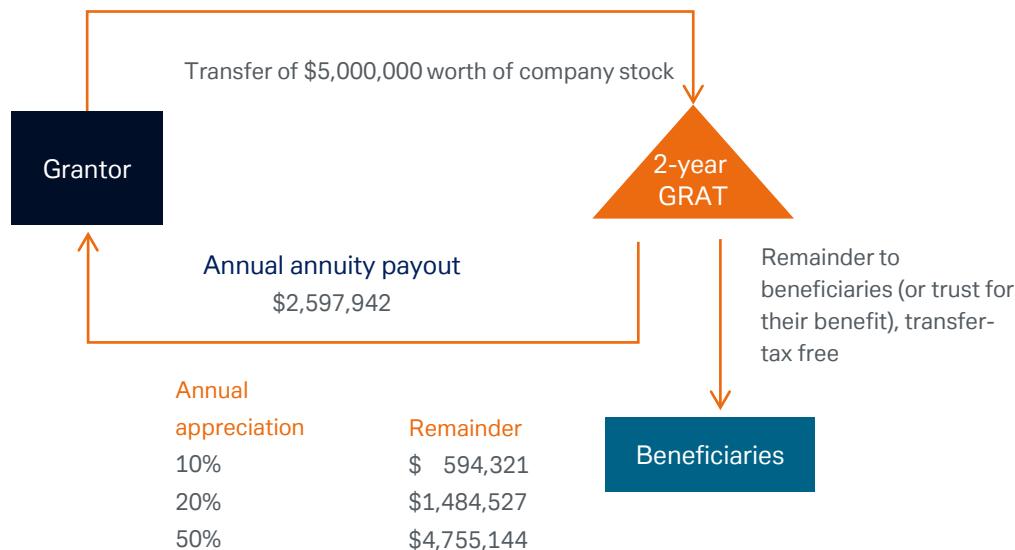 Transfer of $5,000,000 worth of company stock
Grantor
2-year
GRAT
Annual annuity payout
$2,597,942
Remainder to
beneficiaries (or trust for
their benefit), transfer-
tax free
Annual
appreciation Remainder
10% $ 594,321
20% $1,484,527
50% $4,755,144
Beneficiaries